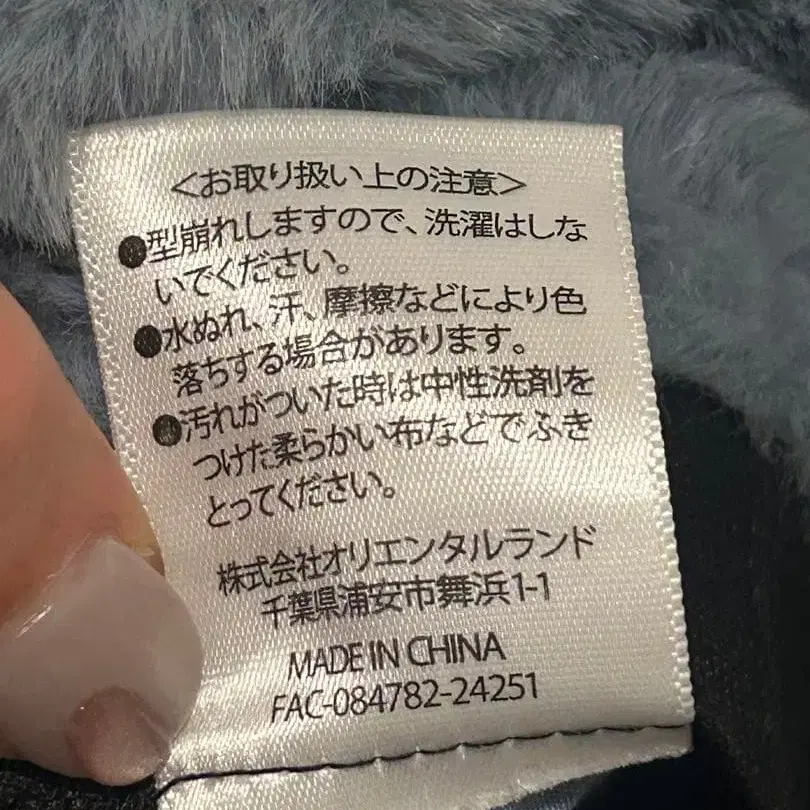 <お取り扱い上の注意>
●型崩れしますので、洗濯はしな
いでください。
●水ぬれ、汗、摩擦などにより色
落ちする場合があります。
●汚れがついた時は中性洗剤を
つけた柔らかい布などでふき
とってください。
株式会社オリエンタルランド
千葉県浦安市舞浜1-1
MADE IN CHINA
FAC-084782-24251